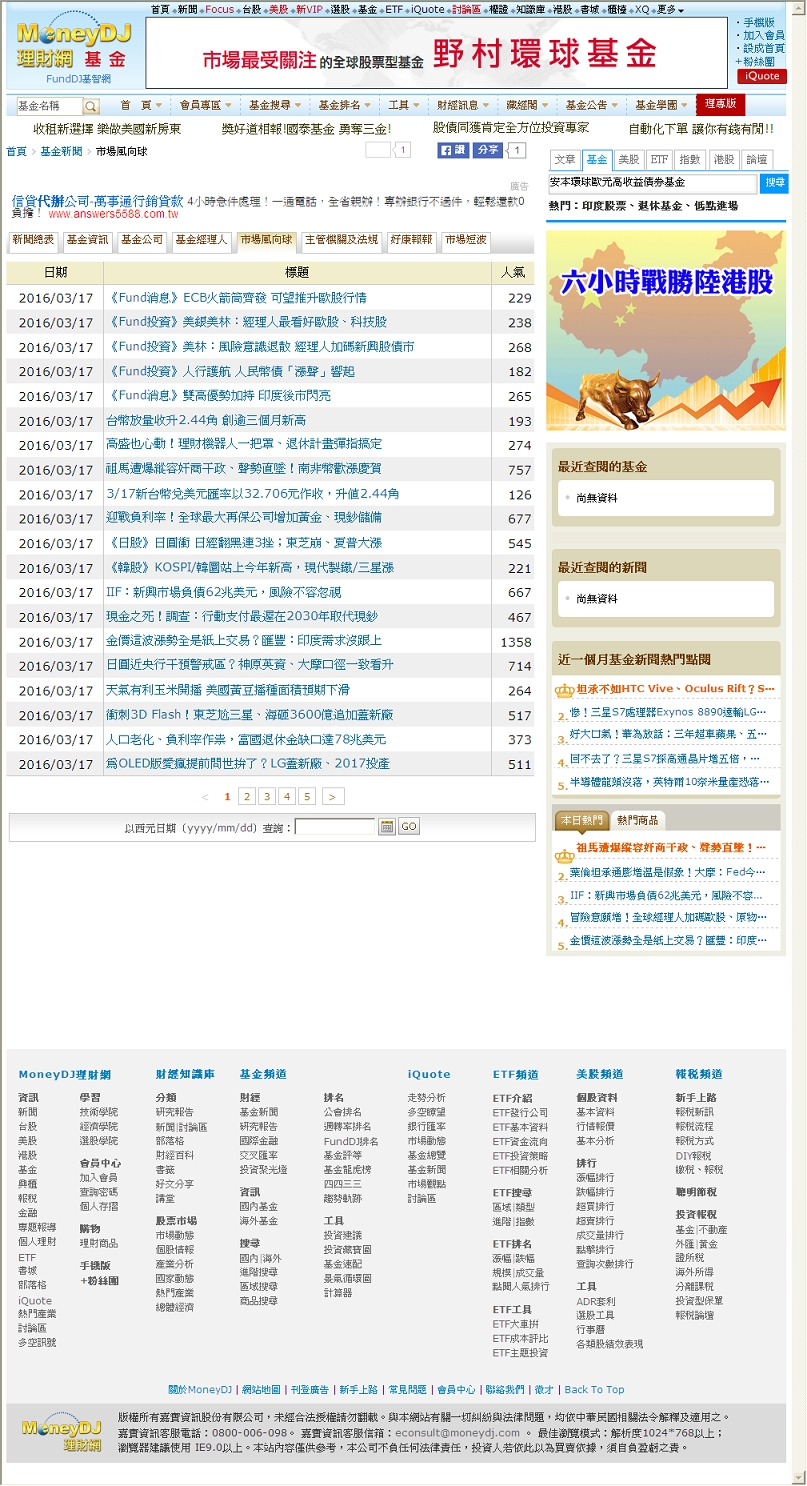 首頁 新聞 Focus 台股 美股 新VIP 選股 基金 ETF iQuote 討論區 權證 知識庫 港股 書城 櫃檯 XQ 更多
MoneyDJ
理財網 基金
FundDJ基智網
市場最受關注的全球股票型基金 野村環球基金
手機版
加入會員
設成首頁
+粉絲團
iQuote
基金名稱 首 頁 會員專區 基金搜尋 基金排名 工具 財經訊息 藏經閣 基金公告 基金學園 理專版
收租新選擇 樂做美國新房東 獎好道相報!國泰基金 勇奪三金! 股債同獲肯定全方位投資專家 自動化下單 讓你有錢有閒!!
首頁 > 基金新聞 > 市場風向球
1 讚 分享 1
廣告
信貸代辦公司-萬事通行銷貸款 4小時急件處理！一通電話，全省親辦！專辦銀行不過件，輕鬆還款0
負擔！ www.answers5588.com.tw
新聞總表 基金資訊 基金公司 基金經理人 市場風向球 主管機關及法規 好康報報 市場短波
日期 標題 人氣
2016/03/17 《Fund消息》ECB火箭筒齊發 可望推升歐股行情 229
2016/03/17 《Fund投資》美銀美林：經理人最看好歐股、科技股 238
2016/03/17 《Fund投資》美林：風險意識退散 經理人加碼新興股債市 268
2016/03/17 《Fund投資》人行護航 人民幣債「漲聲」響起 182
2016/03/17 《Fund消息》雙高優勢加持 印度後市閃亮 265
2016/03/17 台幣放量收升2.44角 創逾三個月新高 193
2016/03/17 高盛也心動！理財機器人一把罩、退休計畫彈指搞定 274
2016/03/17 祖馬遭爆縱容奸商干政、聲勢直墜！南非幣歡漲慶賀 757
2016/03/17 3/17新台幣兌美元匯率以32.706元作收，升值2.44角 126
2016/03/17 迎戰負利率！全球最大再保公司增加黃金、現鈔儲備 677
2016/03/17 《日股》日圓衝 日經翻黑連3挫；東芝崩、夏普大漲 545
2016/03/17 《韓股》KOSPI/韓圜站上今年新高，現代製鐵/三星漲 221
2016/03/17 IIF：新興市場負債62兆美元，風險不容忽視 667
2016/03/17 現金之死！調查：行動支付最遲在2030年取代現鈔 467
2016/03/17 金價這波漲勢全是紙上交易？匯豐：印度需求沒跟上 1358
2016/03/17 日圓近央行干預警戒區？神原英資、大摩口徑一致看升 714
2016/03/17 天氣有利玉米開播 美國黃豆播種面積預期下滑 264
2016/03/17 衝刺3D Flash！東芝尬三星、海砸3600億追加蓋新廠 517
2016/03/17 人口老化、負利率作祟，富國退休金缺口達78兆美元 373
2016/03/17 為OLED版愛瘋提前問世拚了？LG蓋新廠、2017投產 511
< 1 2 3 4 5 >
以西元日期（yyyy/mm/dd）查詢： GO
文章 基金 美股 ETF 指數 港股 論壇
安本環球歐元高收益債券基金 搜尋
熱門：印度股票、退休基金、低點進場
六小時戰勝陸港股
最近查閱的基金
尚無資料
最近查閱的新聞
尚無資料
近一個月基金新聞熱門點閱
坦承不如HTC Vive、Oculus Rift？S…
2. 慘！三星S7處理器Exynos 8890遠輸LG…
3. 好大口氣！華為放話：三年超車蘋果、五…
4. 回不去了？三星S7採高通晶片增五倍，…
5. 半導體龍頭沒落，英特爾10奈米量產恐落…
本日熱門 熱門商品
祖馬遭爆縱容奸商干政、聲勢直墜！…
2. 葉倫坦承通膨增溫是假象！大摩：Fed今…
3. IIF：新興市場負債62兆美元，風險不容…
4. 冒險意願增！全球經理人加碼歐股、原物…
5. 金價這波漲勢全是紙上交易？匯豐：印度…
MoneyDJ理財網
資訊
新聞
台股
美股
港股
基金
興櫃
報稅
金融
專題報導
個人理財
ETF
書城
部落格
iQuote
熱門產業
討論區
多空訊號
學習
技術學院
經濟學院
選股學院
會員中心
加入會員
查詢密碼
個人存摺
購物
理財商品
手機版
+粉絲團
財經知識庫
分類
研究報告
新聞|討論區
部落格
財經百科
書籤
好文分享
講堂
股票市場
市場動態
個股情報
產業分析
國家動態
熱門產業
總體經濟
基金頻道
財經
基金新聞
研究報告
國際金融
交叉匯率
投資聚光燈
資訊
國內基金
海外基金
搜尋
國內|海外
進階搜尋
區域搜尋
商品搜尋
排名
公會排名
週轉率排名
FundDJ排名
基金評等
基金龍虎榜
四四三三
趨勢軌跡
工具
投資建議
投資藏寶圖
基金速配
景氣循環圖
計算器
iQuote
走勢分析
多空瞭望
銀行匯率
市場動態
基金總覽
基金新聞
市場觀點
討論區
ETF頻道
ETF介紹
ETF發行公司
ETF基本資料
ETF資金流向
ETF投資策略
ETF相關分析
ETF搜尋
區域|類型
進階|指數
ETF排名
漲幅|跌幅
規模|成交量
點閱人氣排行
ETF工具
ETF大車拚
ETF成本評比
ETF主題投資
美股頻道
個股資料
基本資料
行情報價
基本分析
排行
漲幅排行
跌幅排行
超買排行
超賣排行
成交量排行
點擊排行
查詢次數排行
工具
ADR套利
選股工具
行事曆
各類股績效表現
報稅頻道
新手上路
報稅新訊
報稅流程
報稅方式
DIY報稅
繳稅、報稅
聰明節稅
投資報稅
基金|不動產
外匯|黃金
證所稅
海外所得
分離課稅
投資型保單
報稅論壇
關於MoneyDJ | 網站地圖 | 刊登廣告 | 新手上路 | 常見問題 | 會員中心 | 聯絡我們 | 徵才 | Back To Top
MoneyDJ
理財網
版權所有嘉實資訊股份有限公司，未經合法授權請勿翻載。與本網站有關一切糾紛與法律問題，均依中華民國相關法令解釋及適用之。
嘉實資訊客服電話：0800-006-098。 嘉實資訊客服信箱：econsult@moneydj.com 。 最佳瀏覽模式：解析度1024*768以上；
瀏覽器建議使用 IE9.0以上。本站內容僅供參考，本公司不負任何法律責任，投資人若依此以為買賣依據，須自負盈虧之責。